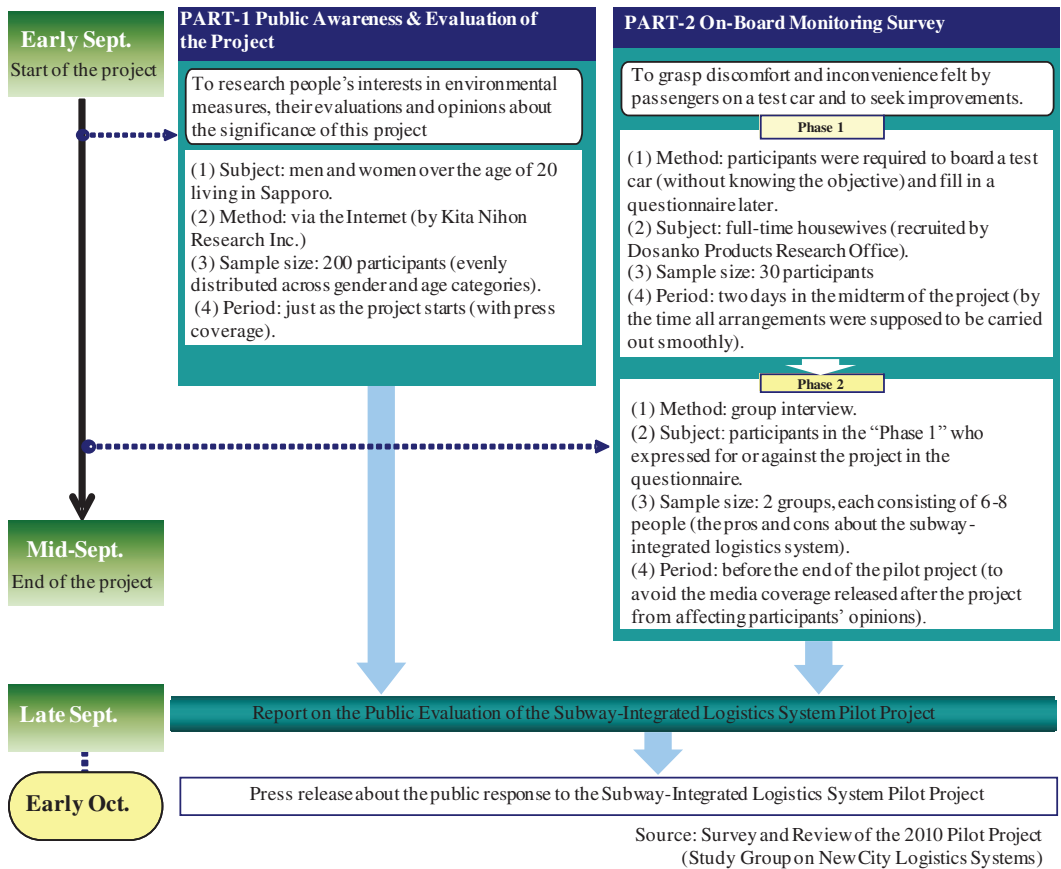 Early Sept.
Start of the project
PART-1 Public Awareness & Evaluation of
the Project
To research people's interests in environmental
measures, their evaluations and opinions about
the significance of this project
(1) Subject: men and women over the age of 20
living in Sapporo.
(2) Method: via the Internet (by Kita Nihon
Research Inc.)
(3) Sample size: 200 participants (evenly
distributed across gender and age categories).
(4) Period: just as the project starts (with press
coverage).
PART-2 On-Board Monitoring Survey
To grasp discomfort and inconvenience felt by
passengers on a test car and to seek improvements.
Phase 1
(1) Method: participants were required to board a test
car (without knowing the objective) and fill in a
questionnaire later.
(2) Subject: full-time housewives (recruited by
Dosanko Products Research Office).
(3) Sample size: 30 participants
(4) Period: two days in the midterm of the project (by
the time all arrangements were supposed to be carried
out smoothly).
Phase 2
(1) Method: group interview.
(2) Subject: participants in the “Phase 1” who
expressed for or against the project in the
questionnaire.
(3) Sample size: 2 groups, each consisting of 6-8
people (the pros and cons about the subway-
integrated logistics system).
(4) Period: before the end of the pilot project (to
avoid the media coverage released after the project
from affecting participants' opinions).
Mid-Sept.
End of the project
Late Sept.
Report on the Public Evaluation of the Subway-Integrated Logistics System Pilot Project
Early Oct.
Press release about the public response to the Subway-Integrated Logistics System Pilot Project
Source: Survey and Review of the 2010 Pilot Project
(Study Group on New City Logistics Systems)